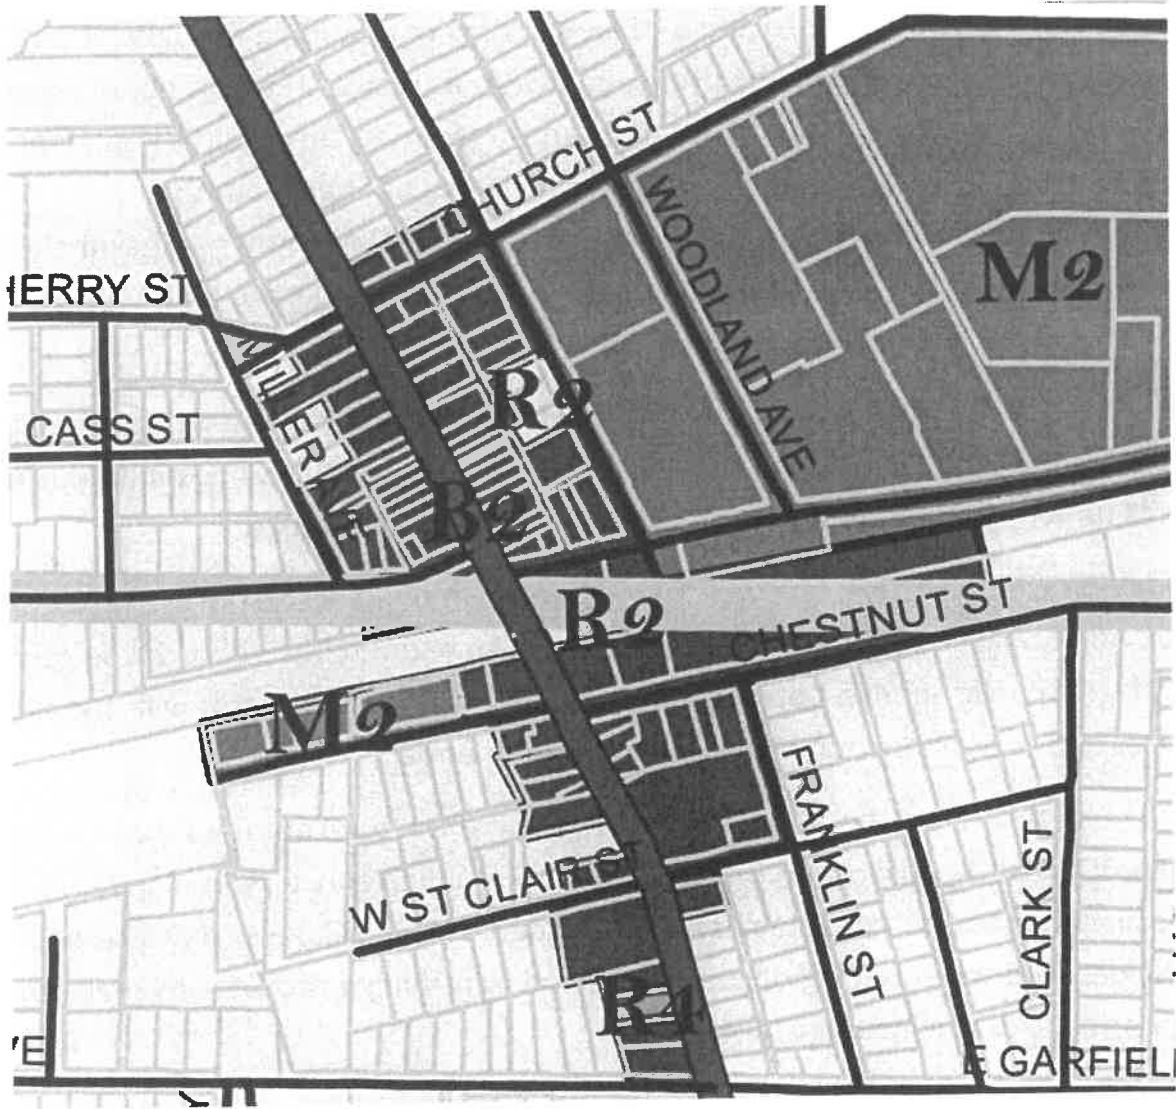 CHURCH ST
WOODLAND AVE
M2
HERRY ST
MILLER
CASS ST
R2
B2
B2
CHESTNUT ST
M2
FRANKLIN ST
W ST CLAIR ST
CLARK ST
E GARFIEL